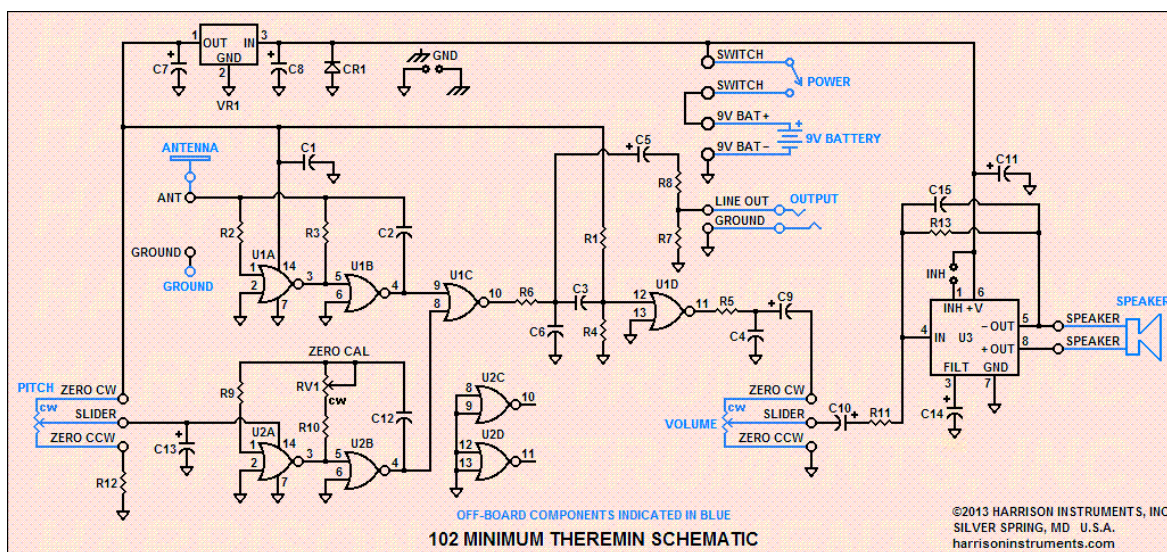 1 OUT IN 3
GND
2
VR1
+ C7
+ C8
CR1
GND
SWITCH
SWITCH
POWER
9V BAT+
9V BAT−
+
9V BATTERY
ANTENNA
ANT
C1
GROUND
GROUND
R2
R3
C2
U1A
1
2
14
3
7
U1B
5
6
4
U1C
9
8
10
R6
C6
C3
+ C5
R8
R7
R1
R4
LINE OUT
GROUND
OUTPUT
U1D
12
13
11
R5
C4
+ C9
+ C11
C15
R13
INH
1
6
INH +V
4 IN
U3
−OUT 5
+OUT 8
FILT
GND
3
7
+
C14
SPEAKER
SPEAKER
SPEAKER
PITCH
cw
ZERO CW
SLIDER
ZERO CCW
R12
+
C13
R9
ZERO CAL
RV1
cw
R10
C12
U2A
1
2
14
3
7
U2B
5
6
4
U2C
8
9
10
U2D
12
13
11
VOLUME
cw
ZERO CW
SLIDER
ZERO CCW
C10
+
R11
OFF-BOARD COMPONENTS INDICATED IN BLUE
102 MINIMUM THEREMIN SCHEMATIC
©2013 HARRISON INSTRUMENTS, INC
SILVER SPRING, MD U.S.A.
harrisoninstruments.com